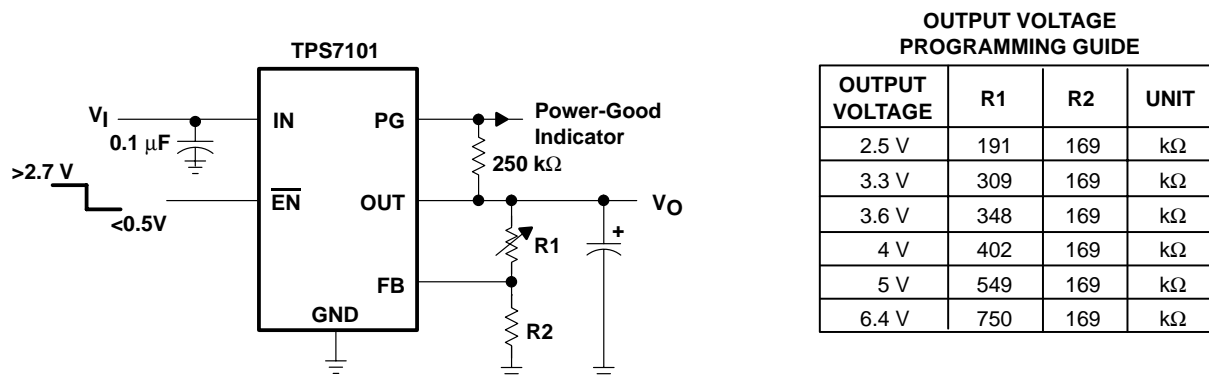 TPS7101
VI
0.1 μF
>2.7 V
<0.5V
IN
EN
PG
OUT
FB
GND
Power-Good
Indicator
250 kΩ
VO
R1
+
R2
OUTPUT VOLTAGE
PROGRAMMING GUIDE
OUTPUT VOLTAGE R1 R2 UNIT
2.5 V 191 169 kΩ
3.3 V 309 169 kΩ
3.6 V 348 169 kΩ
4 V 402 169 kΩ
5 V 549 169 kΩ
6.4 V 750 169 kΩ